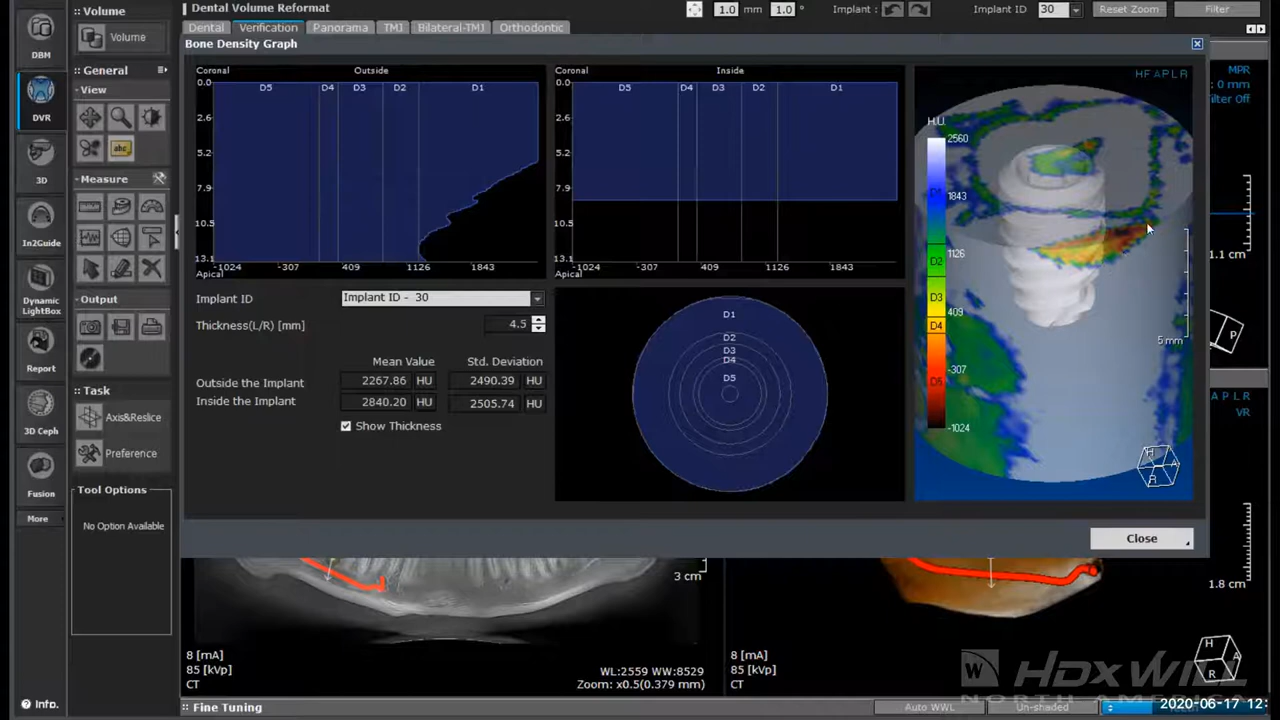 DBM
DVR
3D
In2Guide
Dynamic
LightBox
Report
3D Ceph
Fusion
More
Info.
:: Volume
Volume
:: General
View
abc
Measure
Output
:: Task
Axis&Reslice
Preference
Tool Options
No Option Available
Dental Volume Reformat
1.0 mm 1.0 °
Implant :
Implant ID 30
Reset Zoom
Filter
Dental Verification Panorama TMJ Bilateral-TMJ Orthodontic
Bone Density Graph
Coronal Outside
D5 D4 D3 D2 D1
0.0
2.6
5.2
7.9
10.5
13.1
-1024 -307 409 1126 1843
Apical
Coronal Inside
D5 D4 D3 D2 D1
0.0
2.6
5.2
7.9
10.5
13.1
-1024 -307 409 1126 1843
Apical
Implant ID Implant ID - 30
Thickness(L/R) [mm] 4.5
Mean Value Std. Deviation
Outside the Implant 2267.86 HU 2490.39 HU
Inside the Implant 2840.20 HU 2505.74 HU
Show Thickness
D1
D2
D3
D4
D5
H F A P L R
H.U
2560
1843
1126
409
-307
-1024
D1
D2
D3
D4
D5
5 mm
H
A
R
Close
MPR
: 0 mm
ilter Off
1.1 cm
P
A P L R
VR
1.8 cm
H
A
R
3 cm
8 [mA]
85 [kVp]
CT
WL:2559 WW:8529
Zoom: x0.5(0.379 mm)
8 [mA]
85 [kVp]
CT
HDXWILL
NORTH AMERICA
:: Fine Tuning
Auto WWL
Un-shaded
2020-06-17 12: